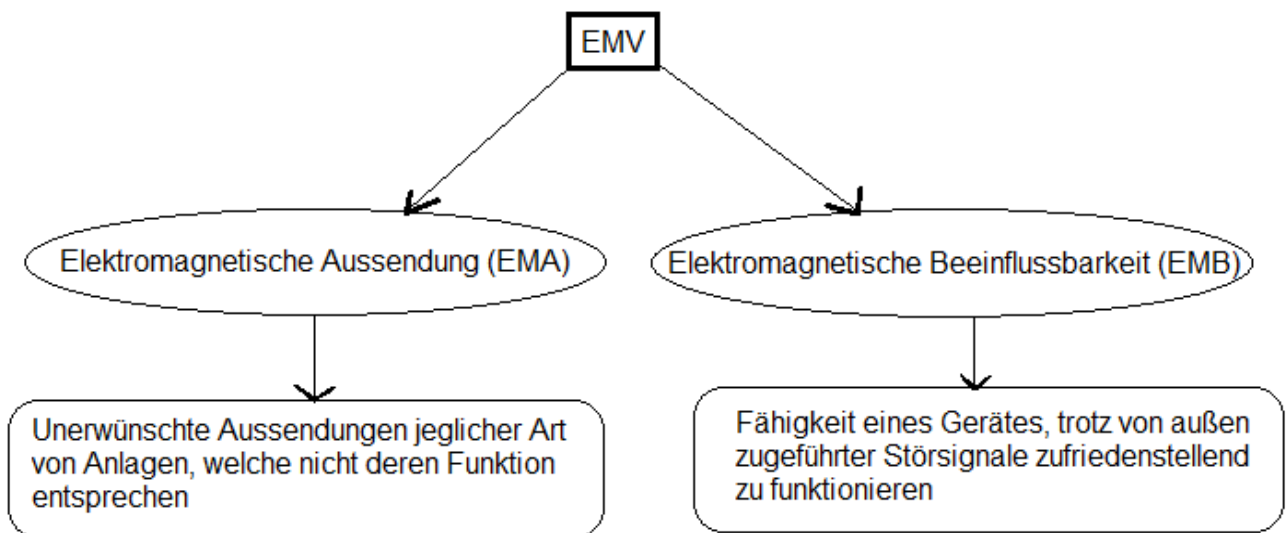 EMV
Elektromagnetische Aussendung (EMA)
Elektromagnetische Beeinflussbarkeit (EMB)
Unerwünschte Aussendungen jeglicher Art
von Anlagen, welche nicht deren Funktion
entsprechen
Fähigkeit eines Gerätes, trotz von außen
zugeführter Störsignale zufriedenstellend
zu funktionieren